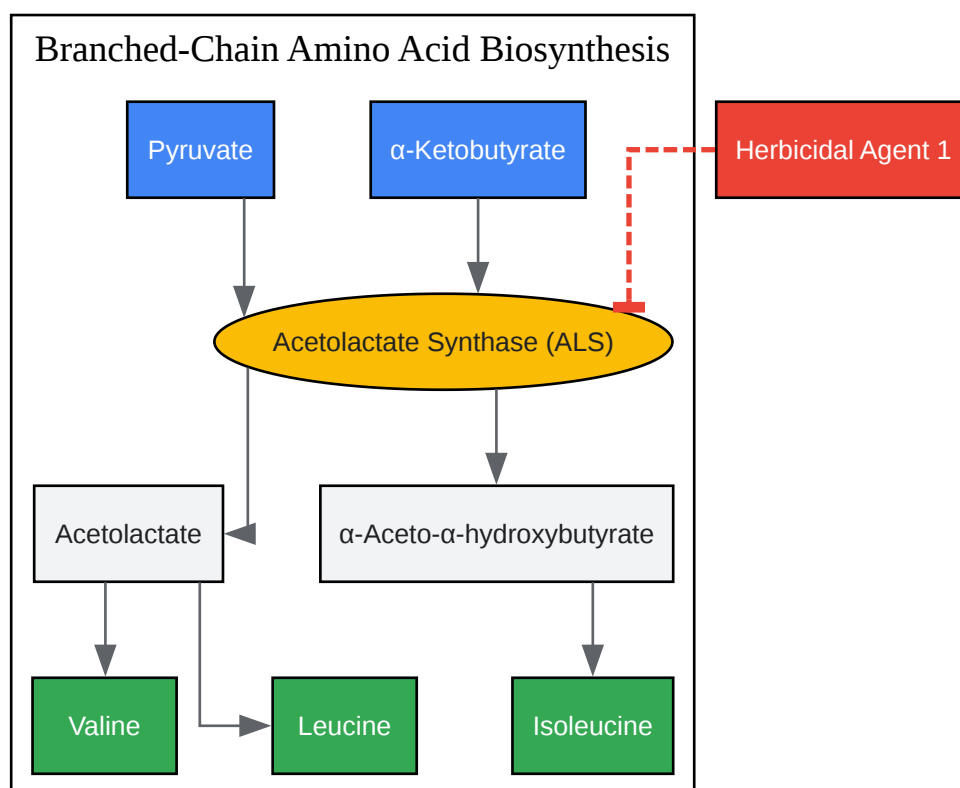 Branched-Chain Amino Acid Biosynthesis
Pyruvate
α-Ketobutyrate
Herbicidal Agent 1
Acetolactate Synthase (ALS)
Acetolactate
α-Aceto-α-hydroxybutyrate
Valine
Leucine
Isoleucine